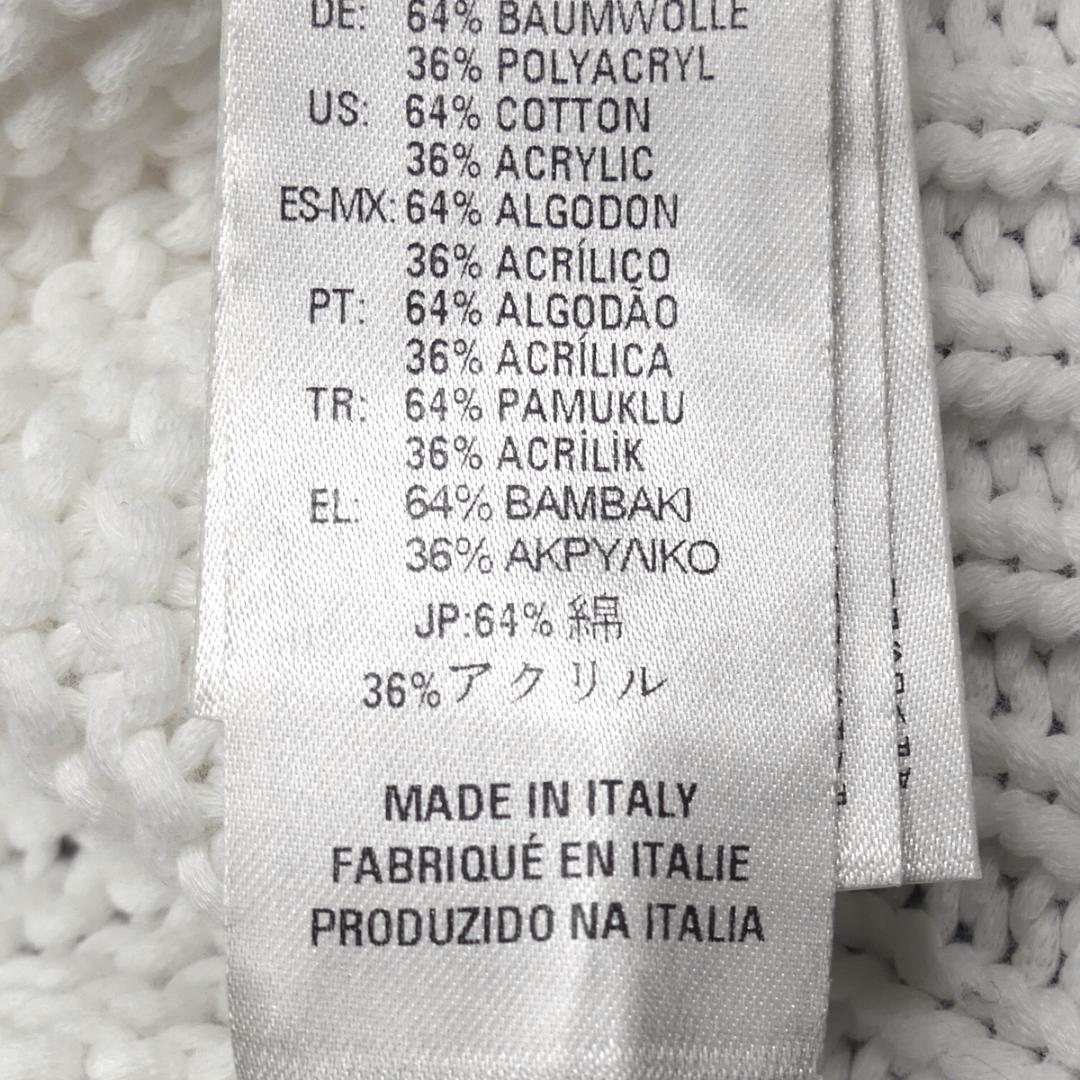 DE: 64% BAUMWOLLE
36% POLYACRYL
US: 64% COTTON
36% ACRYLIC
ES-MX: 64% ALGODON
36% ACRÍLICO
PT: 64% ALGODÃO
36% ACRÍLICA
TR: 64% PAMUKLU
36% ACRİLİK
EL: 64% ΒΑΜΒΑΚΙ
36% ΑΚΡΥΛΙΚΟ
JP:64% 綿
36%アクリル
MADE IN ITALY
FABRIQUÉ EN ITALIE
PRODUZIDO NA ITALIA